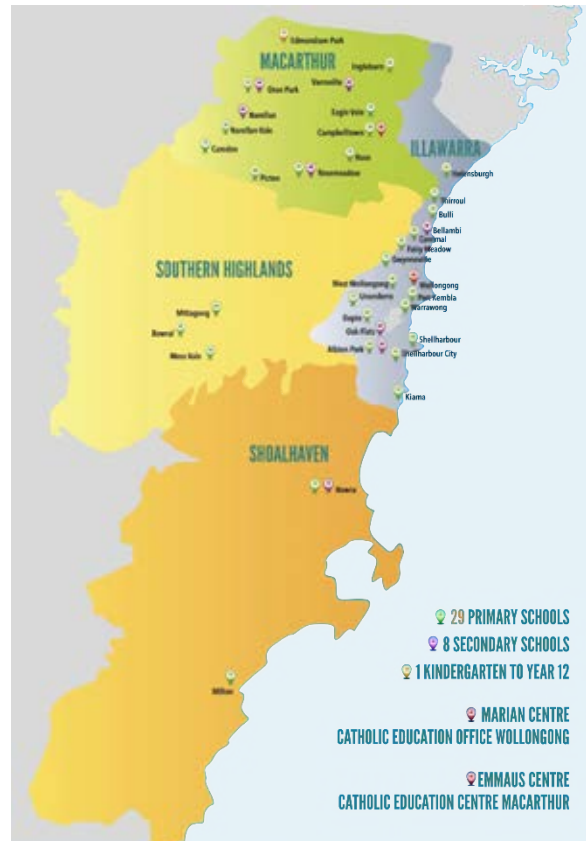 Edmondson Park
MACARTHUR
Ingleburn
Oran Park
Varroville
Narellan
Eagle Vale
Narellan Vale
Campbelltown
ILLAWARRA
Camden
Ruse
Helensburgh
Picton
Rosemeadow
Thirroul
Bulli
Bellambi
Corrimal
Fairy Meadow
Gwynneville
SOUTHERN HIGHLANDS
West Wollongong
Wollongong
Unanderra
Port Kembla
Warrawong
Mittagong
Dapto
Bowral
Oak Flats
Shellharbour
Moss Vale
Albion Park
Shellharbour City
Kiama
SHOALHAVEN
Nowra
29 PRIMARY SCHOOLS
8 SECONDARY SCHOOLS
1 KINDERGARTEN TO YEAR 12
Milton
MARIAN CENTRE
CATHOLIC EDUCATION OFFICE WOLLONGONG
EMMAUS CENTRE
CATHOLIC EDUCATION CENTRE MACARTHUR